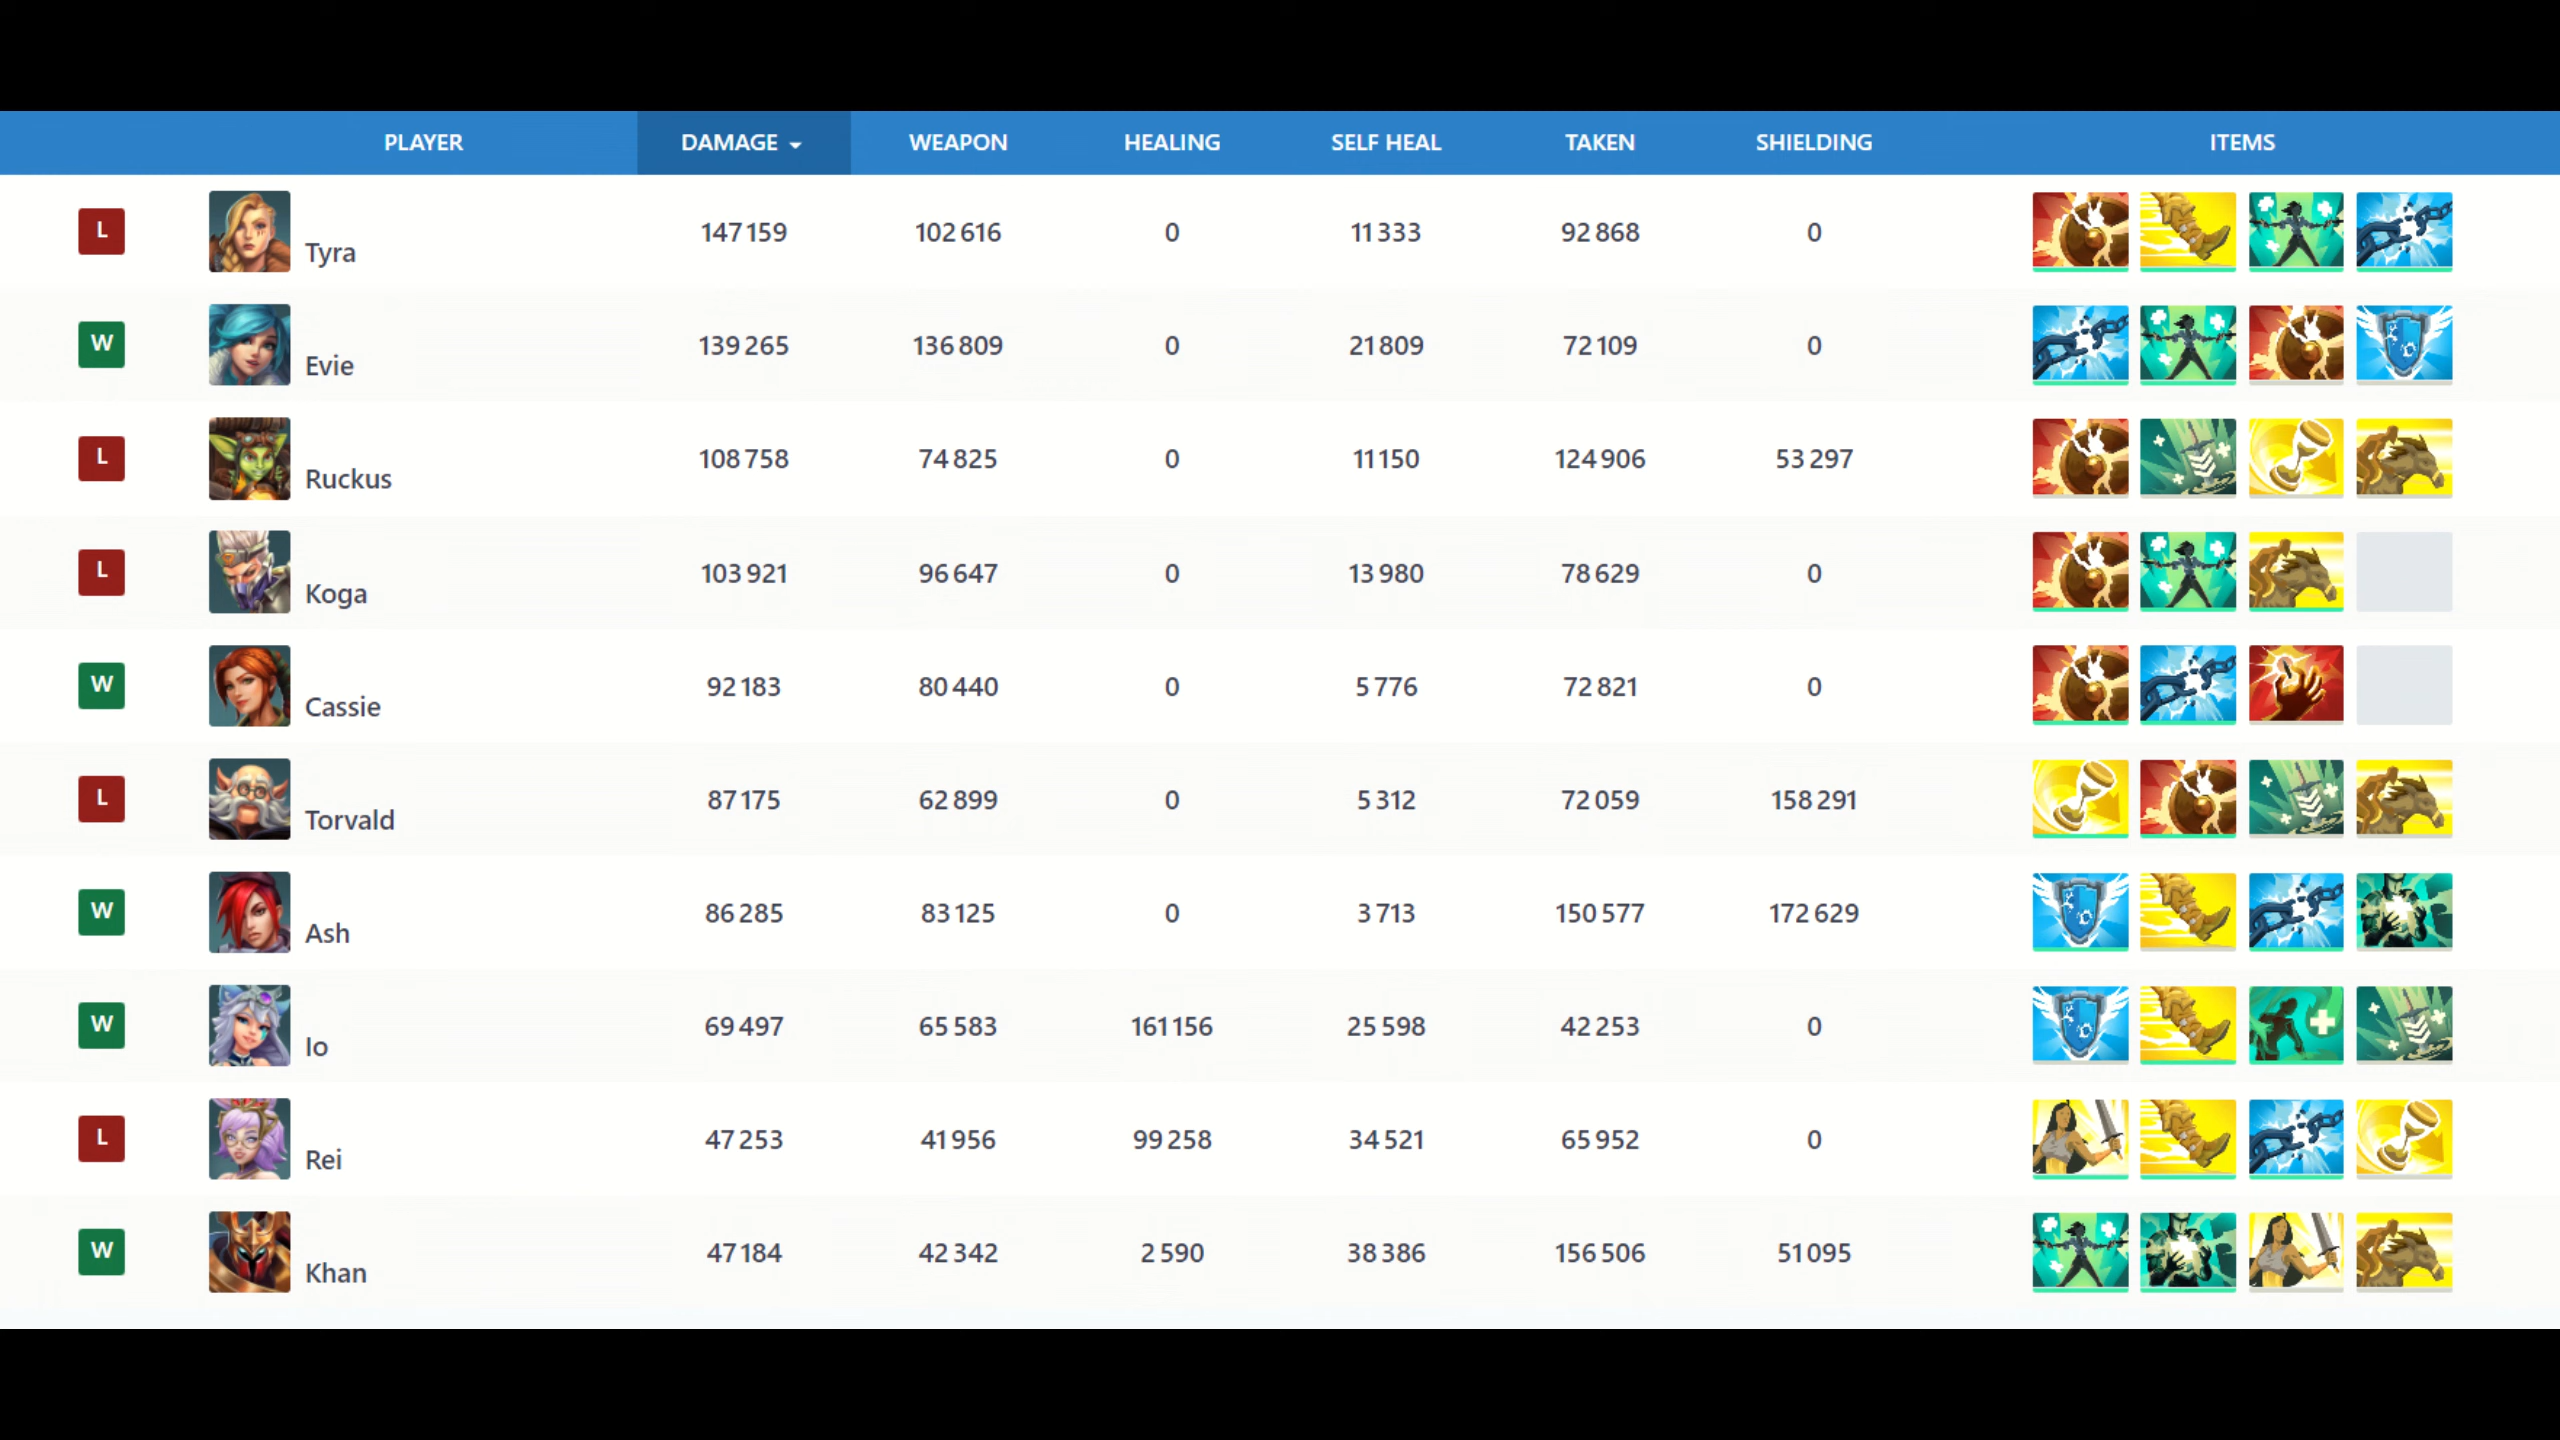 PLAYER DAMAGE WEAPON HEALING SELF HEAL TAKEN SHIELDING ITEMS
L Tyra 147 159 102 616 0 11 333 92 868 0
W Evie 139 265 136 809 0 21 809 72 109 0
L Ruckus 108 758 74 825 0 11 150 124 906 53 297
L Koga 103 921 96 647 0 13 980 78 629 0
W Cassie 92 183 80 440 0 5 776 72 821 0
L Torvald 87 175 62 899 0 5 312 72 059 158 291
W Ash 86 285 83 125 0 3 713 150 577 172 629
W Io 69 497 65 583 161 156 25 598 42 253 0
L Rei 47 253 41 956 99 258 34 521 65 952 0
W Khan 47 184 42 342 2 590 38 386 156 506 51 095